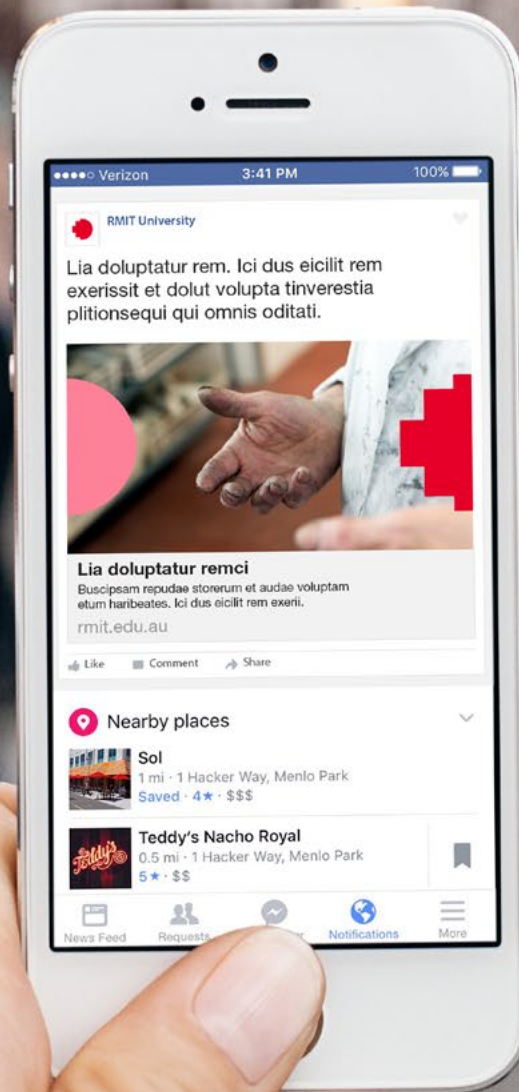 Verizon 3:41 PM 100%
RMIT University
Lia doluptatur rem. Ici dus eicilit rem
exerissit et dolut volupta tinverestia
plitionsequi qui omnis oditati.
Lia doluptatur remci
Buscipsam repudae storerum et audae voluptam
etum haribeates. Ici dus eicilit rem exerii.
rmit.edu.au
Like Comment Share
Nearby places
Sol
1 mi · 1 Hacker Way, Menlo Park
Saved · 4★ · $$$
Teddy's
Teddy's Nacho Royal
0.5 mi · 1 Hacker Way, Menlo Park
5★ · $$
News Feed Requests Notifications More